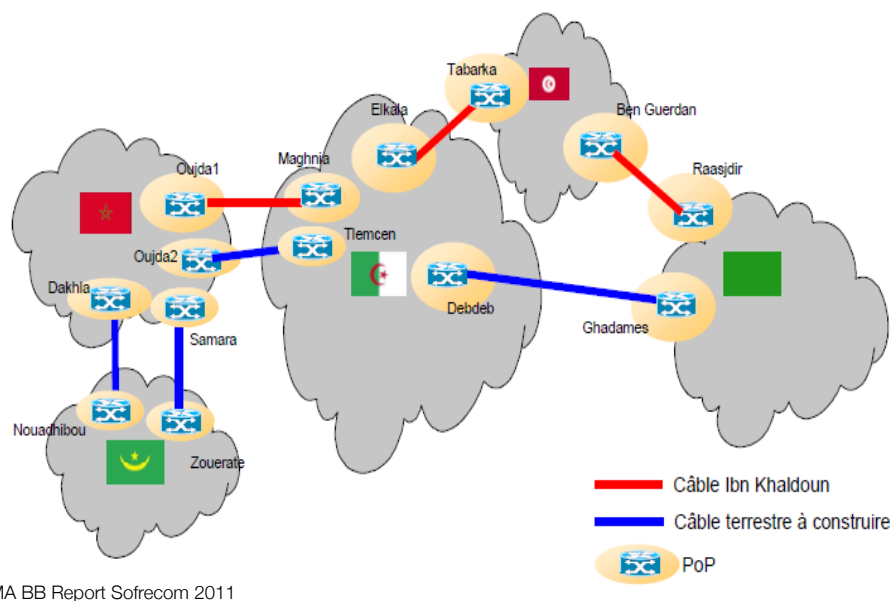 Tabarka
Elkala
Ben Guerdan
Oujda1
Maghnia
Raasjdir
Oujda2
Tlemcen
Dakhla
Debdeb
Ghadames
Samara
Nouadhibou
Zouerate
Câble Ibn Khaldoun
Câble terrestre à construire
PoP
MA BB Report Sofrecom 2011